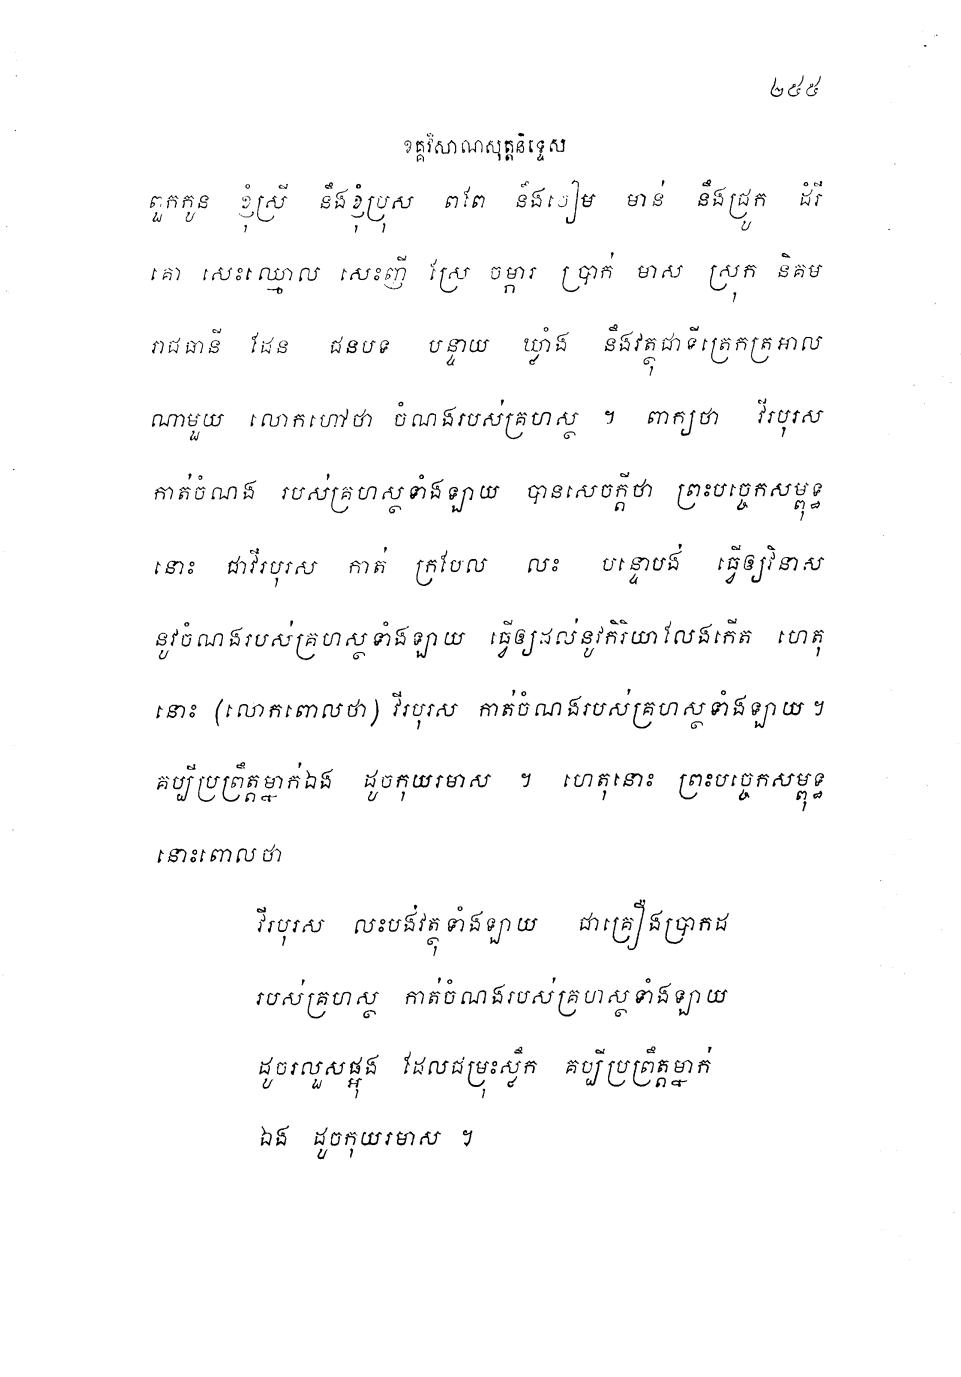 ២៤៥
ខគ្គវិសាណសុត្តនិទ្ទេស
ពួកកូន ខ្ញុំស្រី នឹងខ្ញុំប្រុស ពពែ នឹងចៀម មាន់ នឹងជ្រូក ដំរី
គោ សេះឈ្មោល សេះញី ស្រែ ចម្ការ ប្រាក់ មាស ស្រុក និគម
រាជធានី ដែន ជនបទ បន្ទាយ ឃ្លាំង នឹងវត្ថុជាទីត្រេកត្រអាល
ណាមួយ លោកហៅថា ចំណងរបស់គ្រហស្ថ ។ ពាក្យថា វីរបុរស
កាត់ចំណង របស់គ្រហស្ថទាំងឡាយ បានសេចក្តីថា ព្រះបច្ចេកសម្ពុទ្ធ
នោះ ជាវីរបុរស កាត់ ក្របែល លះ បន្ទោបង់ ធ្វើឲ្យវិនាស
នូវចំណងរបស់គ្រហស្ថទាំងឡាយ ធ្វើឲ្យដល់នូវកិរិយាលែងកើត ហេតុ
នោះ (លោកពោលថា) វីរបុរស កាត់ចំណងរបស់គ្រហស្ថទាំងឡាយ ។
គប្បីប្រព្រឹត្តម្នាក់ឯង ដូចកុយរមាស ។ ហេតុនោះ ព្រះបច្ចេកសម្ពុទ្ធ
នោះពោលថា
វីរបុរស លះបង់វត្ថុទាំងឡាយ ជាគ្រឿងប្រាកដ
របស់គ្រហស្ថ កាត់ចំណងរបស់គ្រហស្ថទាំងឡាយ
ដូចរលួសផ្អុង ដែលជម្រុះស្លឹក គប្បីប្រព្រឹត្តម្នាក់
ឯង ដូចកុយរមាស ។